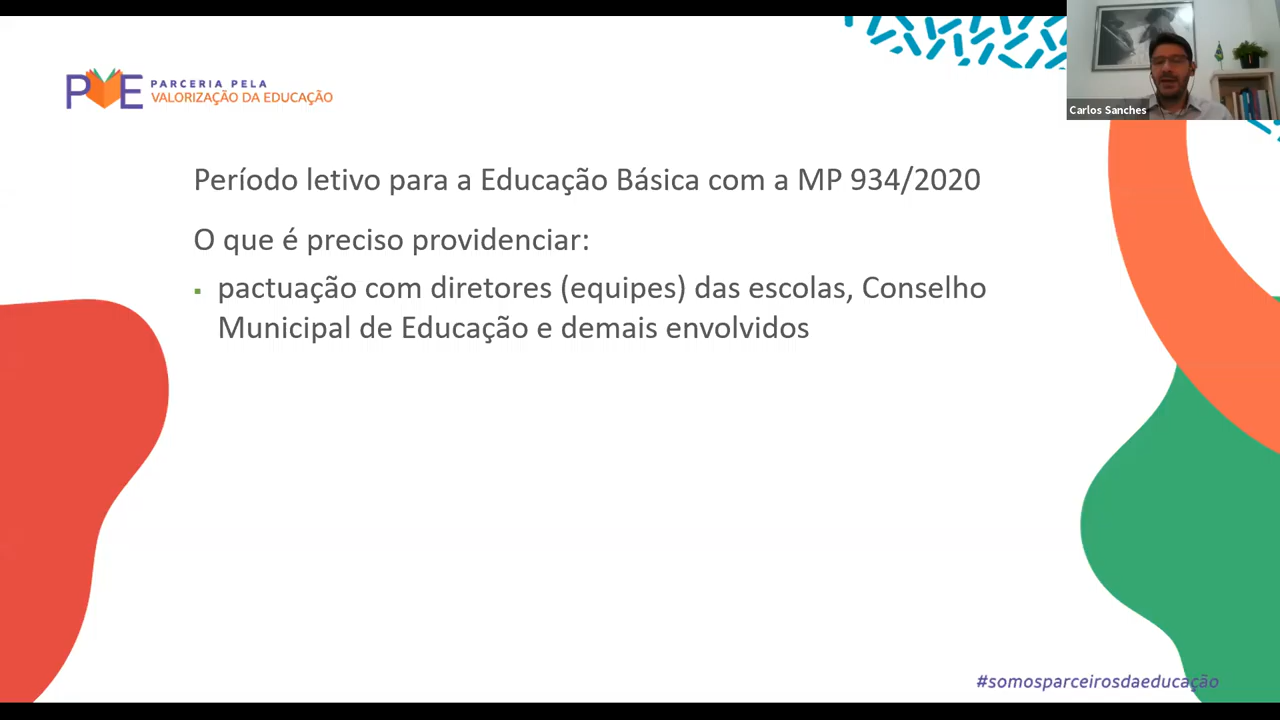 PVE PARCERIA PELA
VALORIZAÇÃO DA EDUCAÇÃO
Carlos Sanches
Período letivo para a Educação Básica com a MP 934/2020
O que é preciso providenciar:
▪ pactuação com diretores (equipes) das escolas, Conselho
Municipal de Educação e demais envolvidos
#somosparceirosdaeducação